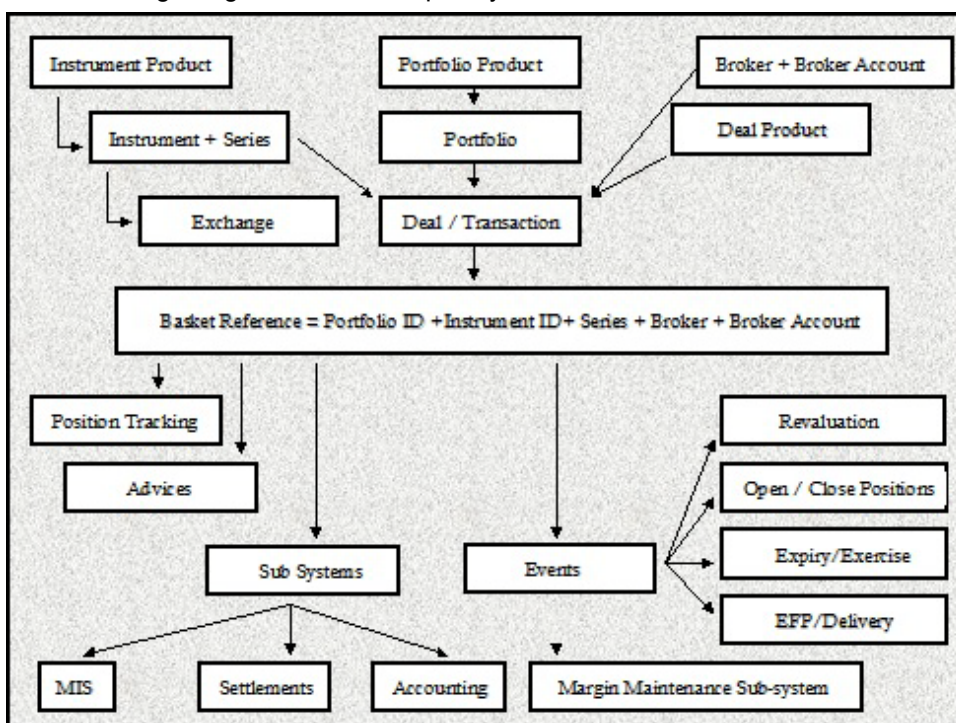 Instrument Product
Portfolio Product
Broker + Broker Account
Instrument + Series
Portfolio
Deal Product
Exchange
Deal / Transaction
Basket Reference = Portfolio ID +Instrument ID+ Series + Broker + Broker Account
Position Tracking
Revaluation
Advices
Open / Close Positions
Sub Systems
Events
Expiry/Exercise
EFP/Delivery
MIS
Settlements
Accounting
Margin Maintenance Sub-system